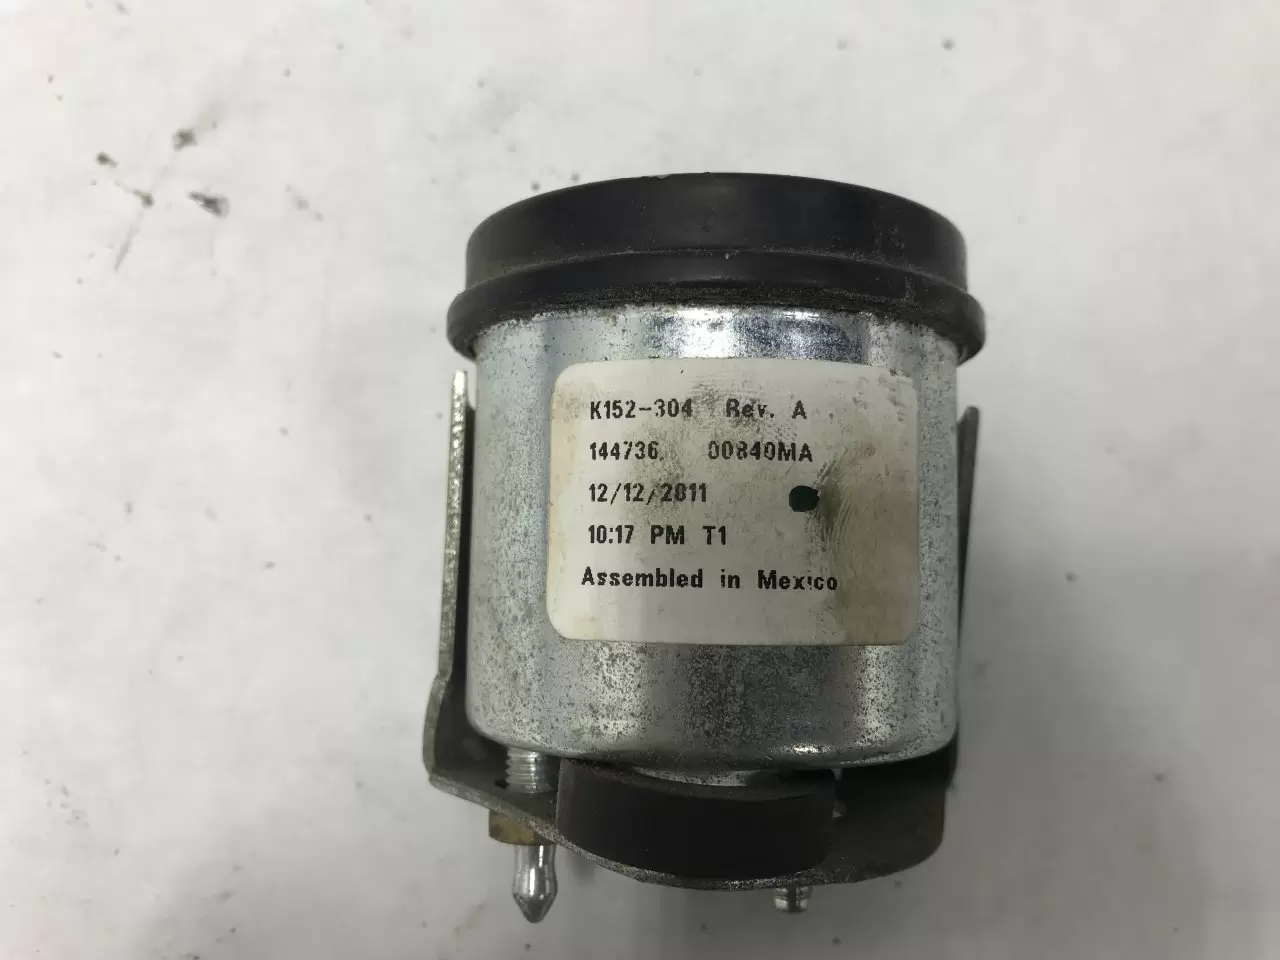 K152-304 Rev. A
144736 00840MA
12/12/2011
10:17 PM T1
Assembled in Mexico